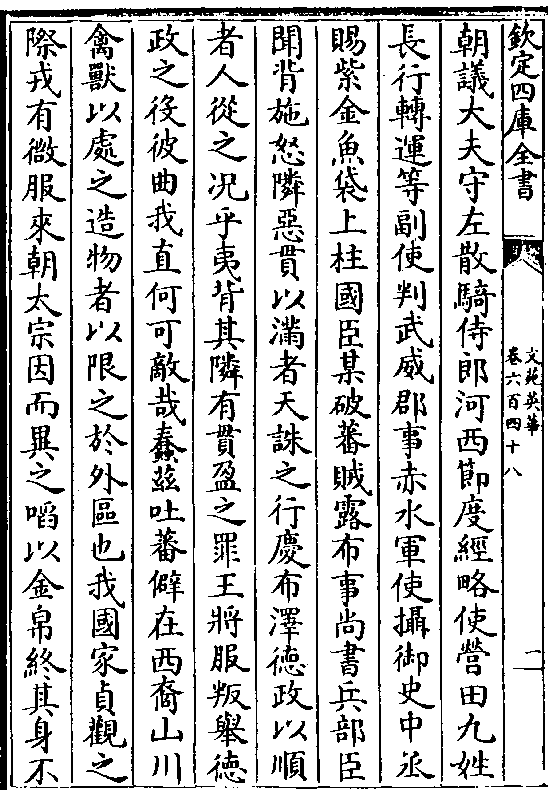 欽定四庫全書
文苑英華
卷六百四十八
二
朝議大夫守左散騎侍郎河西節度經略使營田九姓
長行轉運等副使判武威郡事赤水軍使攝御史中丞
賜紫金魚袋上柱國臣某破蕃賊露布事尚書兵部臣
聞背施怒隣惡貫以滿者天誅之行慶布澤德政以順
者人從之况乎夷背其隣有貫盈之罪王將服叛舉德
政之役彼曲我直何可敵哉蠢茲吐蕃僻在西裔山川
禽獸以處之造物者以限之於外區也我國家貞觀之
際戎有微服來朝太宗因而異之啗以金帛終其身不